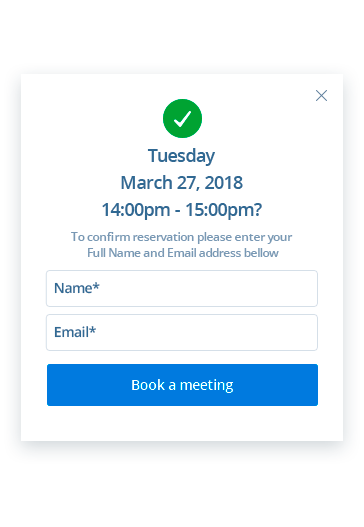 Tuesday
March 27, 2018
14:00pm - 15:00pm?
To confirm reservation please enter your
Full Name and Email address bellow
Name*
Email*
Book a meeting